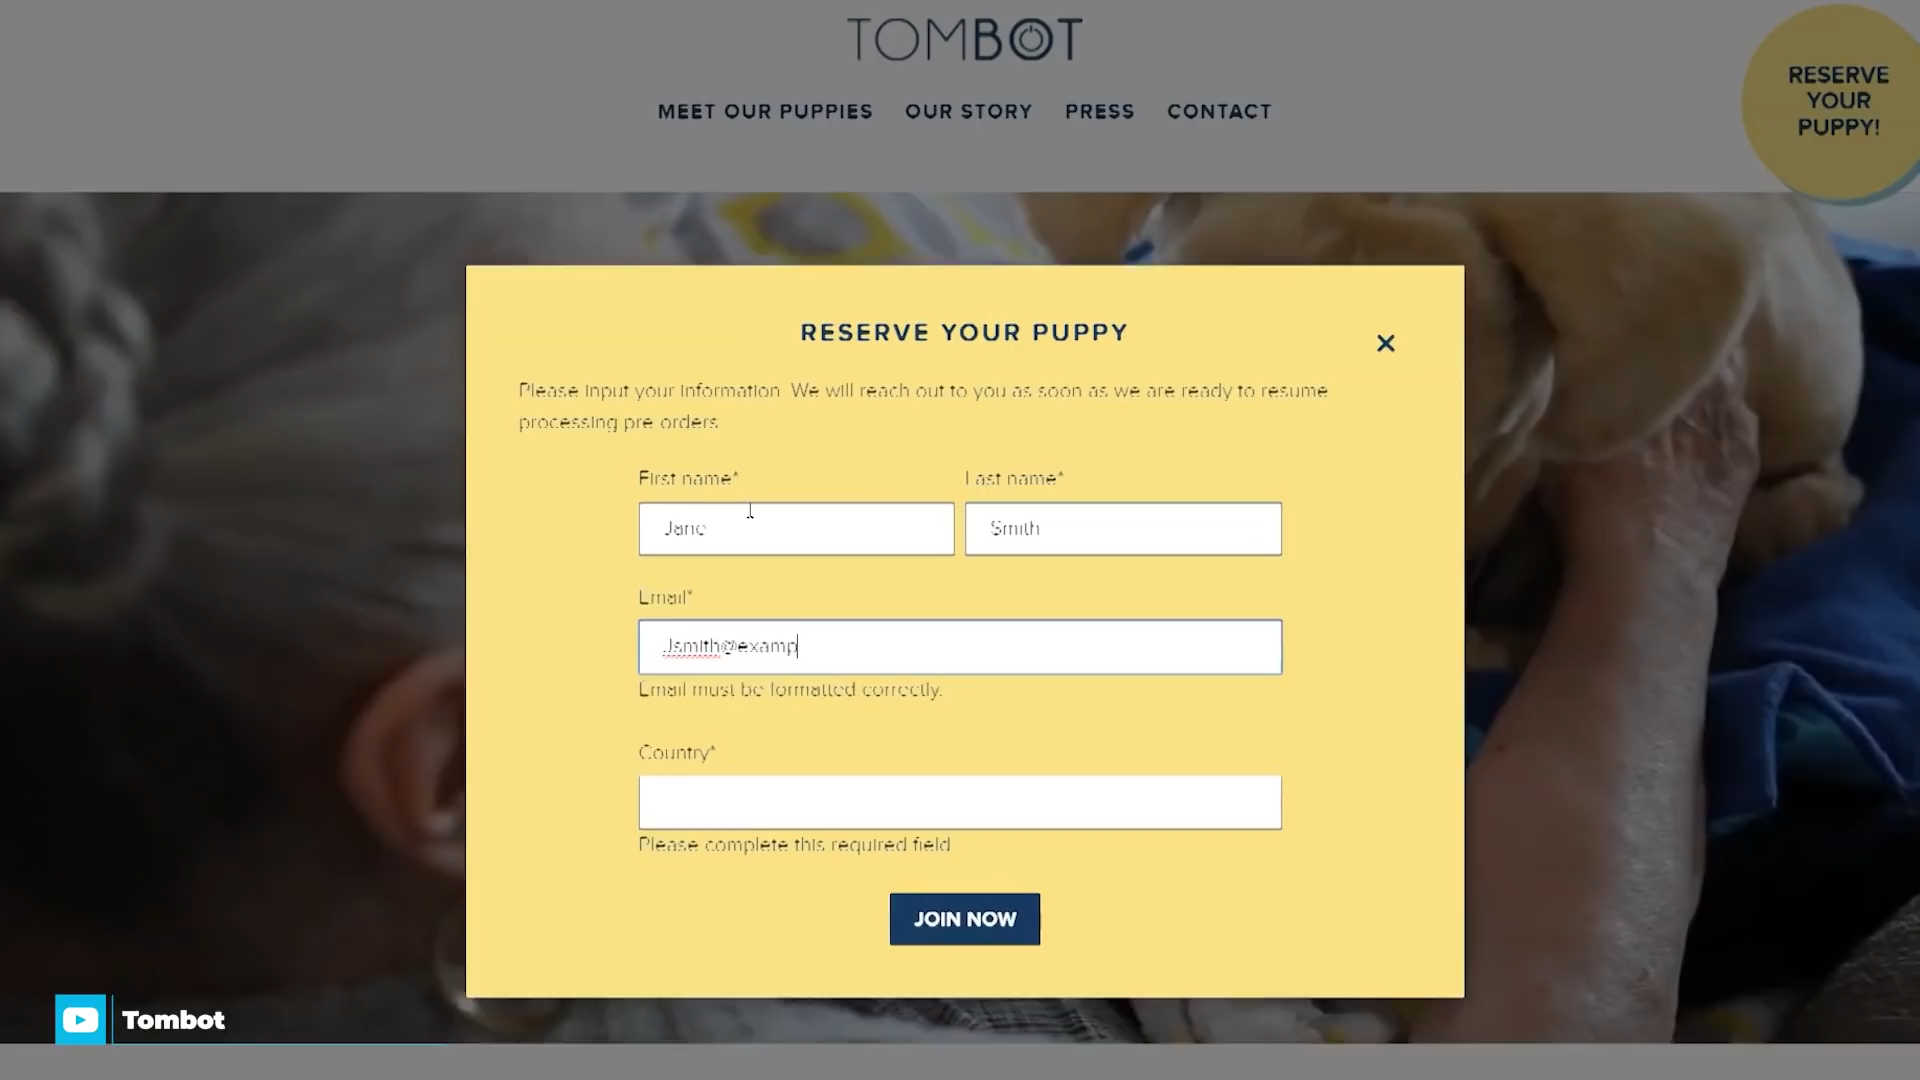 TOMBOT
MEET OUR PUPPIES OUR STORY PRESS CONTACT
RESERVE
YOUR
PUPPY!
RESERVE YOUR PUPPY
Please input your information. We will reach out to you as soon as we are ready to resume
processing pre orders
First name* Last name*
Jane Smith
Email*
Jsmith@examp
Email must be formatted correctly.
Country*
Please complete this required field
JOIN NOW
Tombot